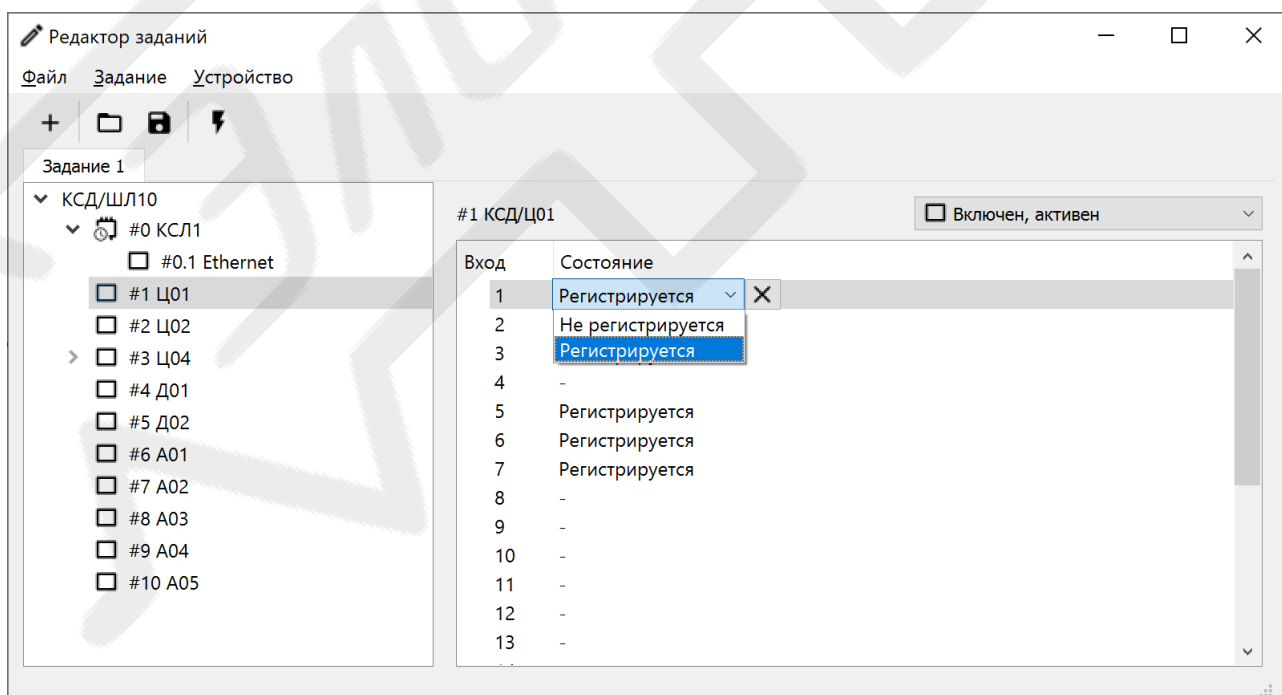 Редактор заданий
Файл Задание Устройство
Задание 1
КСД/ШЛ10
#0 КСЛ1
#0.1 Ethernet
#1 Ц01
#2 Ц02
#3 Ц04
#4 Д01
#5 Д02
#6 А01
#7 А02
#8 А03
#9 А04
#10 А05
#1 КСД/Ц01 Включен, активен
Вход Состояние
1 Регистрируется
2 Не регистрируется
3 Регистрируется
4 -
5 Регистрируется
6 Регистрируется
7 Регистрируется
8 -
9 -
10 -
11 -
12 -
13 -